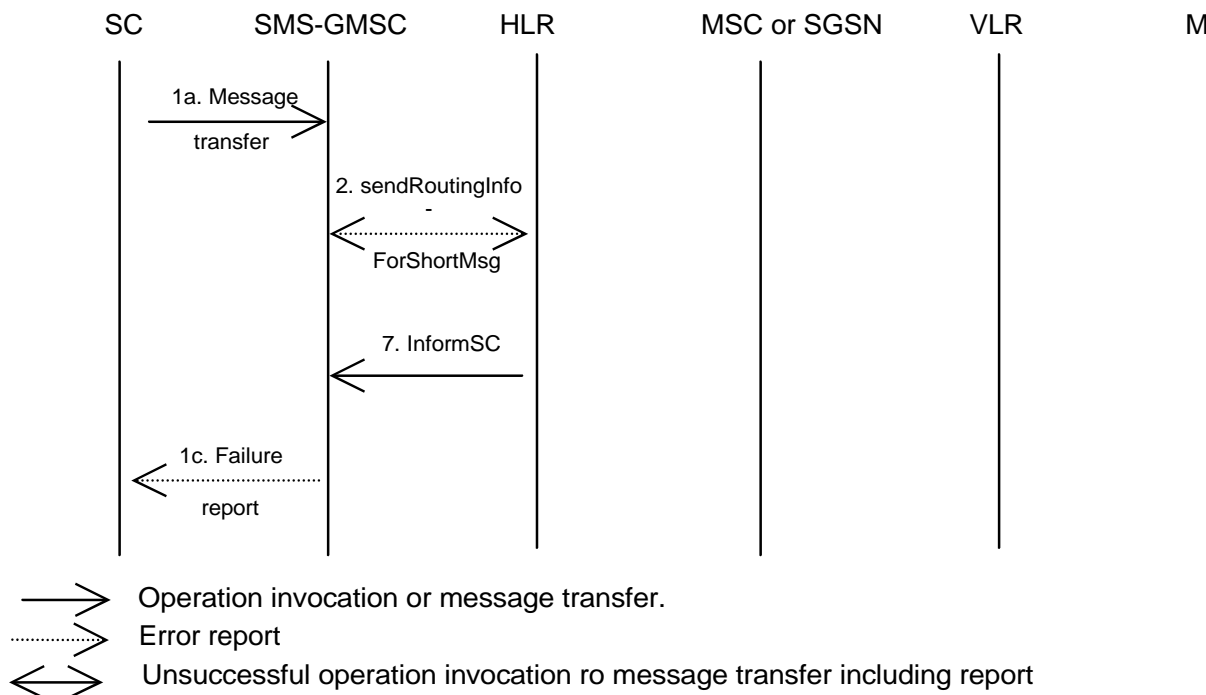 SC SMS-GMSC HLR MSC or SGSN VLR M
1a. Message
transfer
2. sendRoutingInfo
-
ForShortMsg
7. InformSC
1c. Failure
report
Operation invocation or message transfer.
Error report
Unsuccessful operation invocation ro message transfer including report